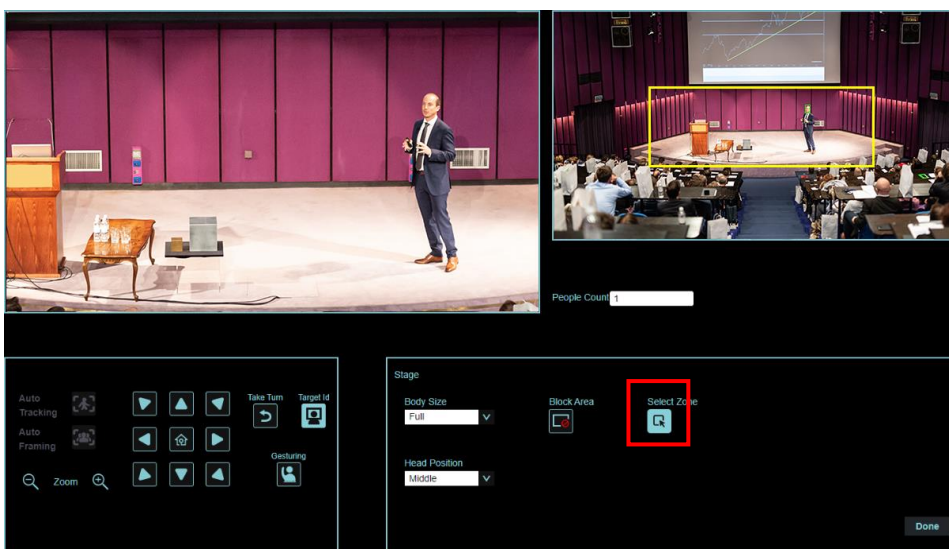 People Count 1
Auto
Tracking
Auto
Framing
Zoom
Take Turn
Target Id
Gesturing
Stage
Body Size
Full
Block Area
Select Zone
Head Position
Middle
Done